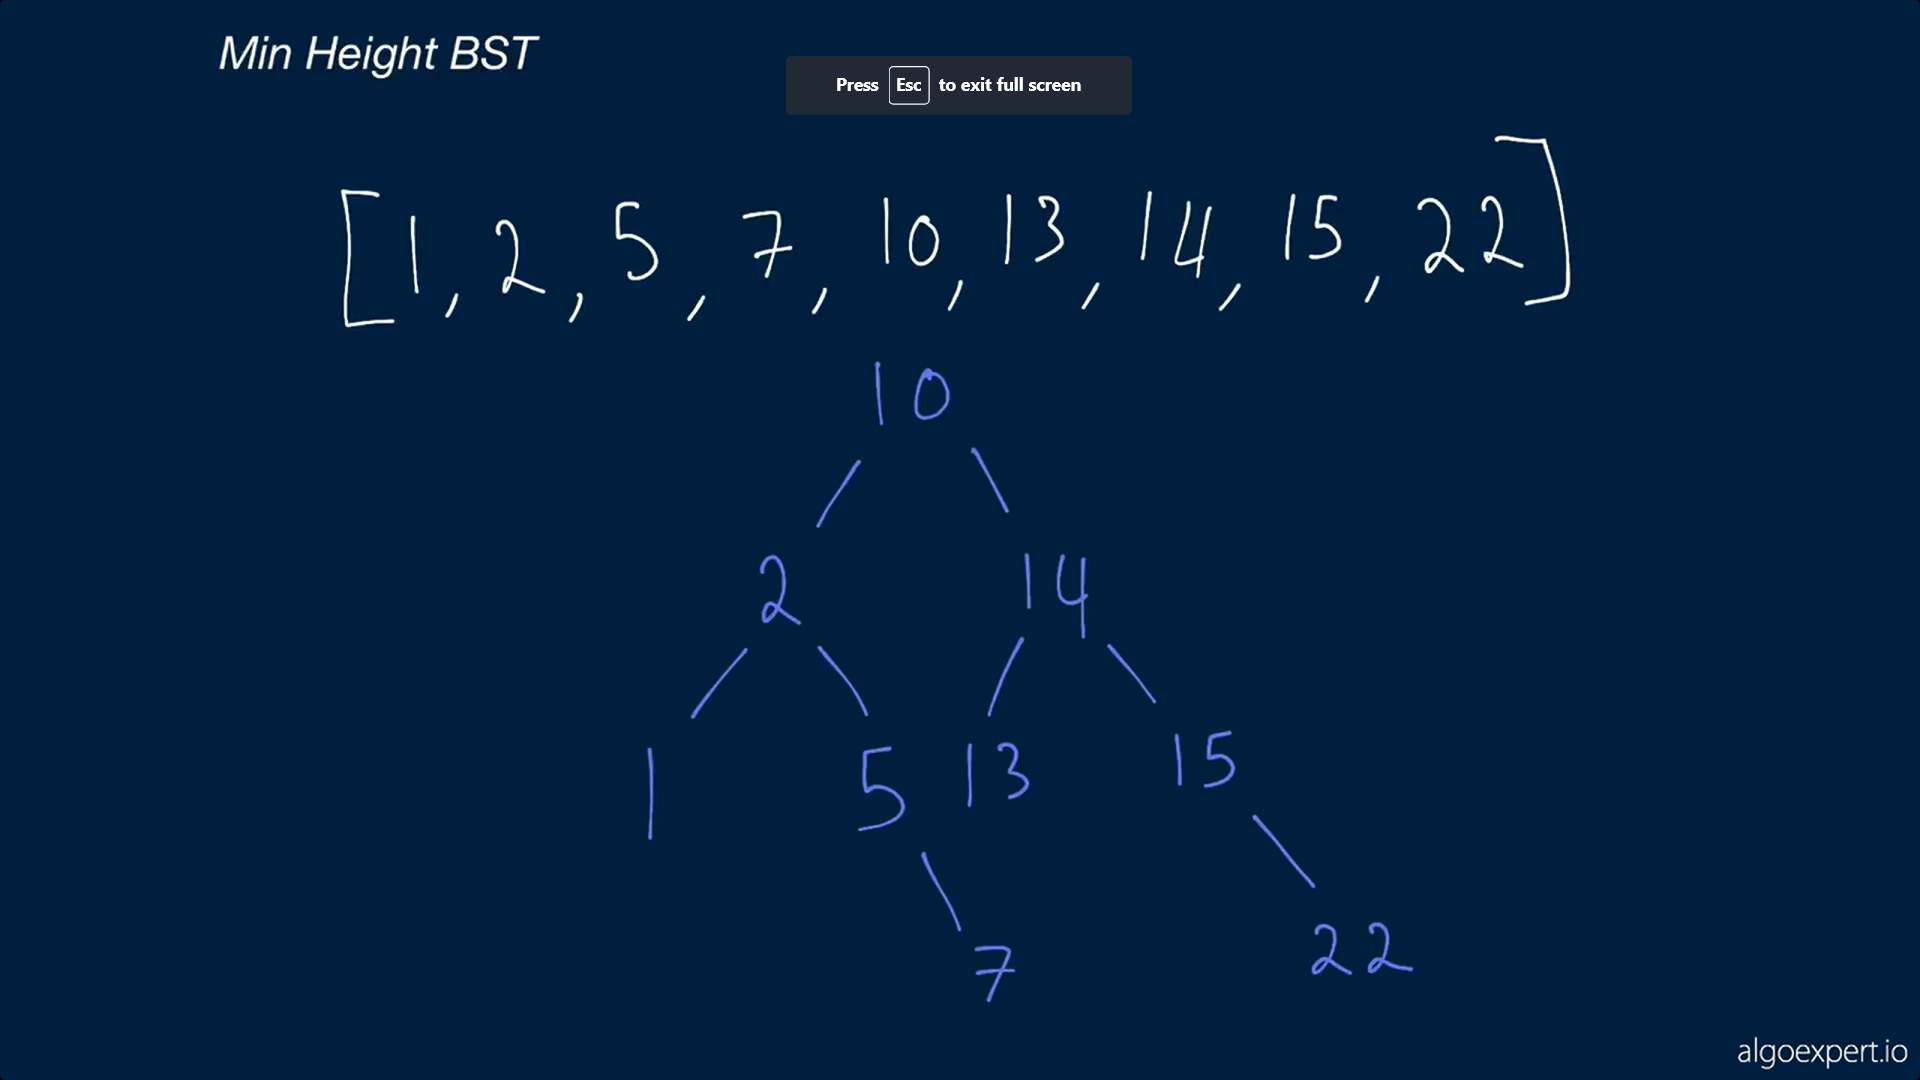 Min Height BST
Press Esc to exit full screen
[1, 2, 5, 7, 10, 13, 14, 15, 22]
10
2 14
1 5 13 15
7 22
algoexpert.io